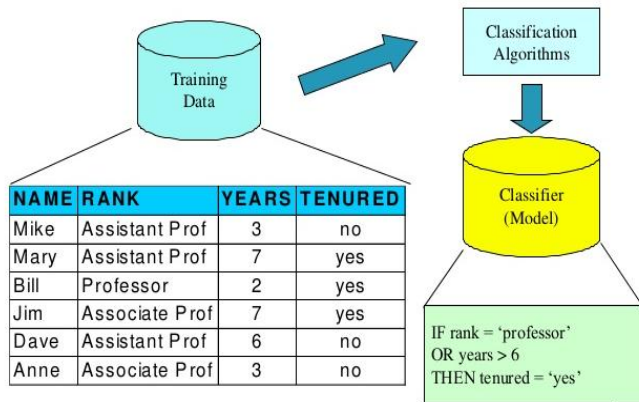 Training
Data
Classification
Algorithms
Classifier
(Model)
NAME RANK YEARS TENURED
Mike Assistant Prof 3 no
Mary Assistant Prof 7 yes
Bill Professor 2 yes
Jim Associate Prof 7 yes
Dave Assistant Prof 6 no
Anne Associate Prof 3 no
IF rank = ‘professor’
OR years > 6
THEN tenured = ‘yes’